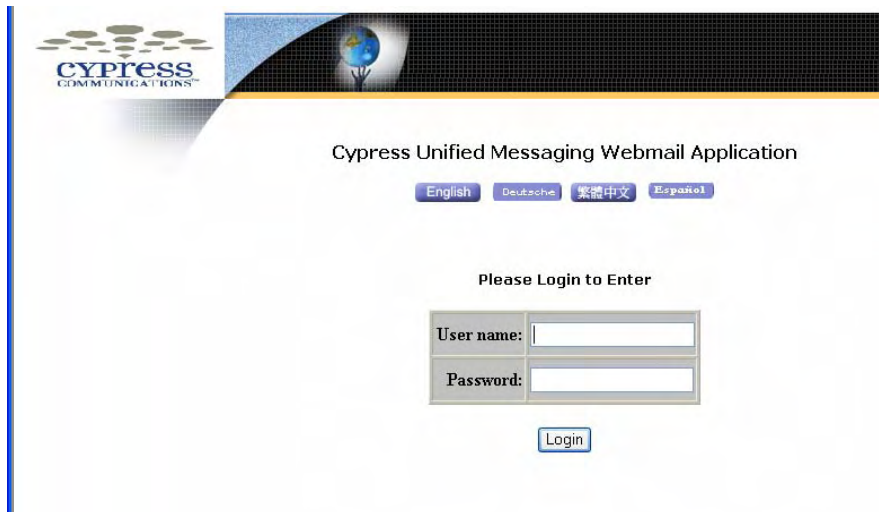 cypress
COMMUNICATIONS™
Cypress Unified Messaging Webmail Application
English Deutsche 繁體中文 Español
Please Login to Enter
User name:
Password:
Login